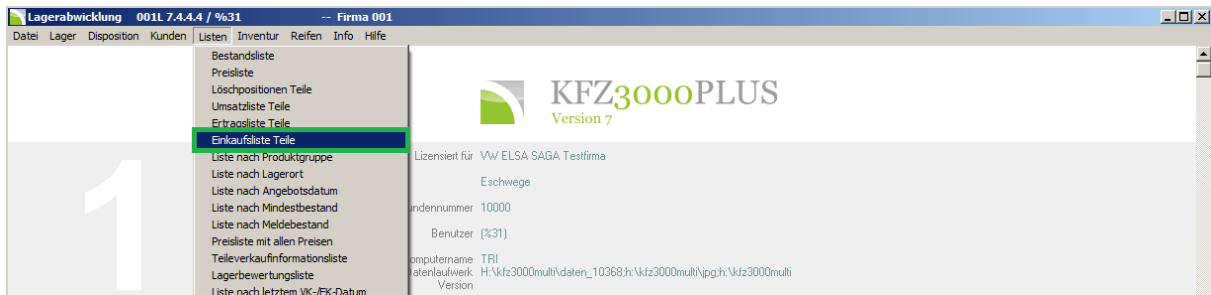 Lagerabwicklung 001L 7.4.4.4 / %31 -- Firma 001
Datei Lager Disposition Kunden Listen Inventur Reifen Info Hilfe
Bestandsliste
Preisliste
Löschpositionen Teile
Umsatzliste Teile
Ertragsliste Teile
Einkaufsliste Teile
Liste nach Produktgruppe
Liste nach Lagerort
Liste nach Angebotsdatum
Liste nach Mindestbestand
Liste nach Meldebestand
Preisliste mit allen Preisen
Teileverkaufinformationsliste
Lagerbewertungsliste
Liste nach letztem VK-/EK-Datum
KFZ3000PLUS
Version 7
1
Lizensiert für VW ELSA SAGA Testfirma
Eschwege
undennummer 10000
Benutzer (%31)
omputername TRI
atenlaufwerk H:\kfz3000multi\daten_10368;h:\kfz3000multi\jpg;h:\kfz3000multi
Version